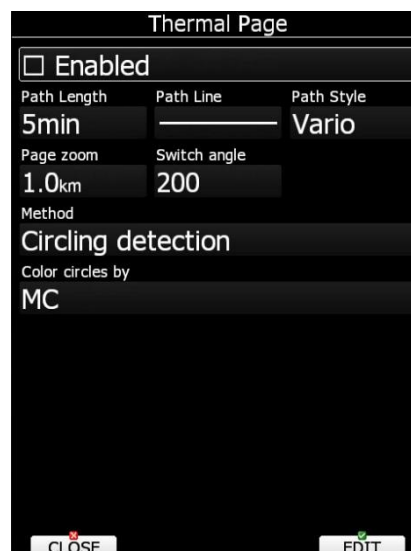 Thermal Page
Enabled
Path Length Path Line Path Style
5min Vario
Page zoom Switch angle
1.0km 200
Method
Circling detection
Color circles by
MC
CLOSE EDIT